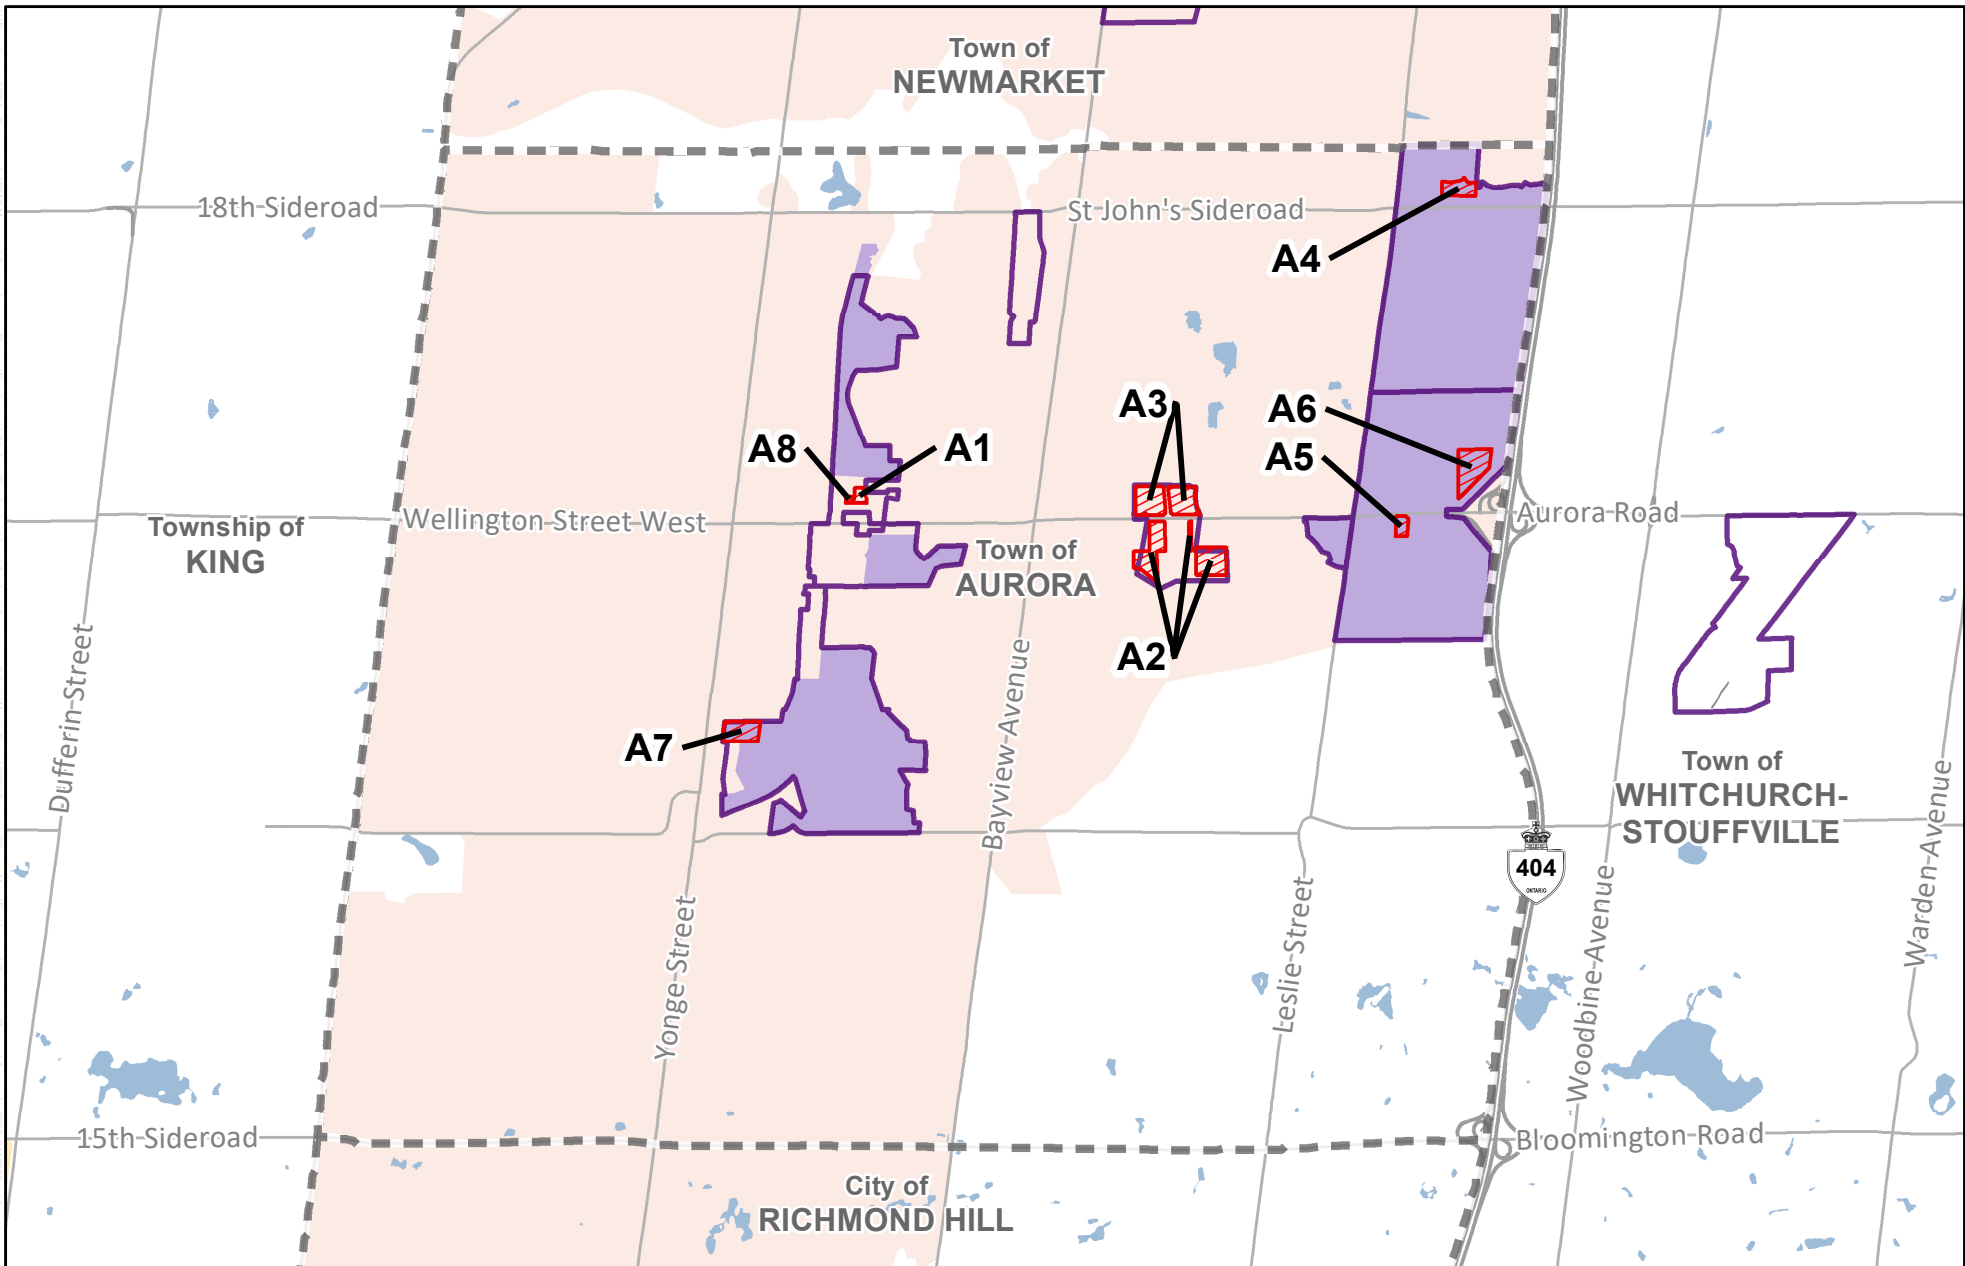 Town of
NEWMARKET
18th Sideroad
St John's Sideroad
A4
A3
A6
A8
A1
A5
Wellington Street West
Aurora Road
Township of
KING
Town of
AURORA
A2
Dufferin Street
Bayview Avenue
A7
Town of
WHITCHURCH-
STOUFFVILLE
404
ONTARIO
Yonge Street
Leslie Street
Woodbine Avenue
Warden Avenue
15th Sideroad
Bloomington Road
City of
RICHMOND HILL